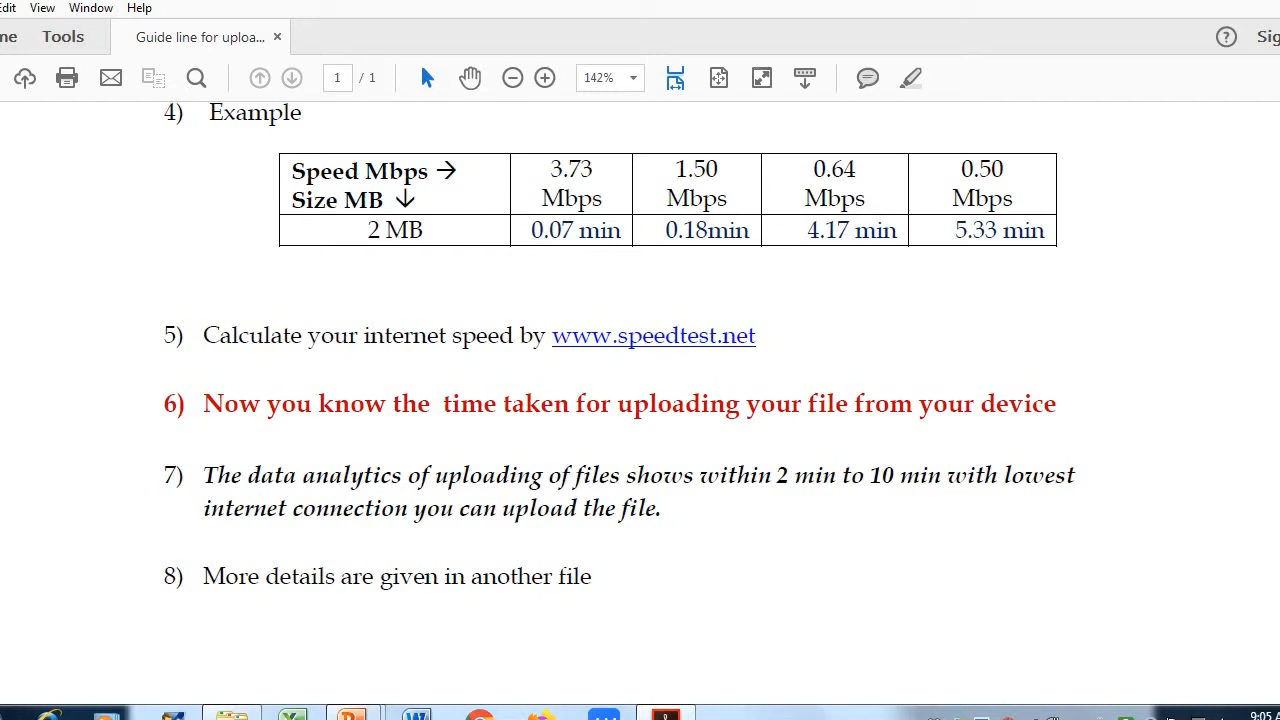 Edit View Window Help
me Tools Guide line for uploa... × ? Sig
1 / 1 142%
4) Example
Speed Mbps → 3.73 Mbps 1.50 Mbps 0.64 Mbps 0.50 Mbps
Size MB ↓
2 MB 0.07 min 0.18min 4.17 min 5.33 min
5) Calculate your internet speed by www.speedtest.net
6) Now you know the time taken for uploading your file from your device
7) The data analytics of uploading of files shows within 2 min to 10 min with lowest
internet connection you can upload the file.
8) More details are given in another file
9:05